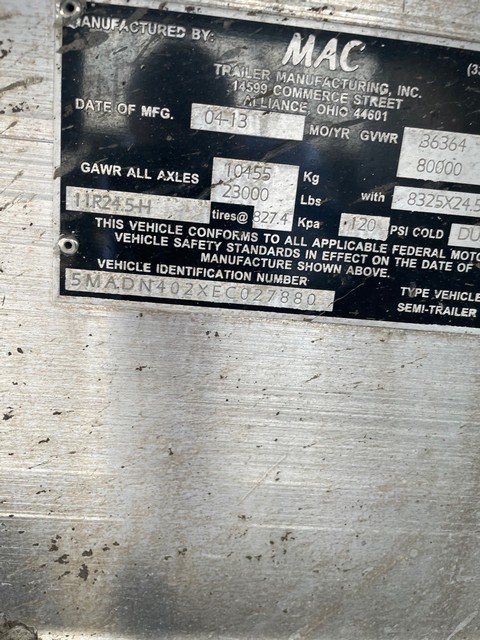 MANUFACTURED BY:
MAC
TRAILER MANUFACTURING, INC.
14599 COMMERCE STREET
ALLIANCE, OHIO 44601
DATE OF MFG. 04-13 MO/YR GVWR 36364
80000
GAWR ALL AXLES 10455 Kg
23000 Lbs with 8325X24.5
11R24.5-H tires@ 827.4 Kpa 120 PSI COLD DU
THIS VEHICLE CONFORMS TO ALL APPLICABLE FEDERAL MOTO
VEHICLE SAFETY STANDARDS IN EFFECT ON THE DATE OF
MANUFACTURE SHOWN ABOVE.
VEHICLE IDENTIFICATION NUMBER
5MADN402XEC027880
TYPE VEHICLE
SEMI-TRAILER